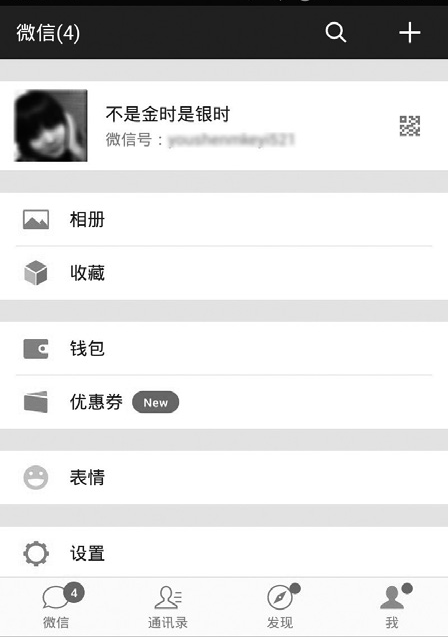 微信(4)
不是金时是银时
微信号：
相册
收藏
钱包
优惠券 New
表情
设置
4
微信 通讯录 发现 我